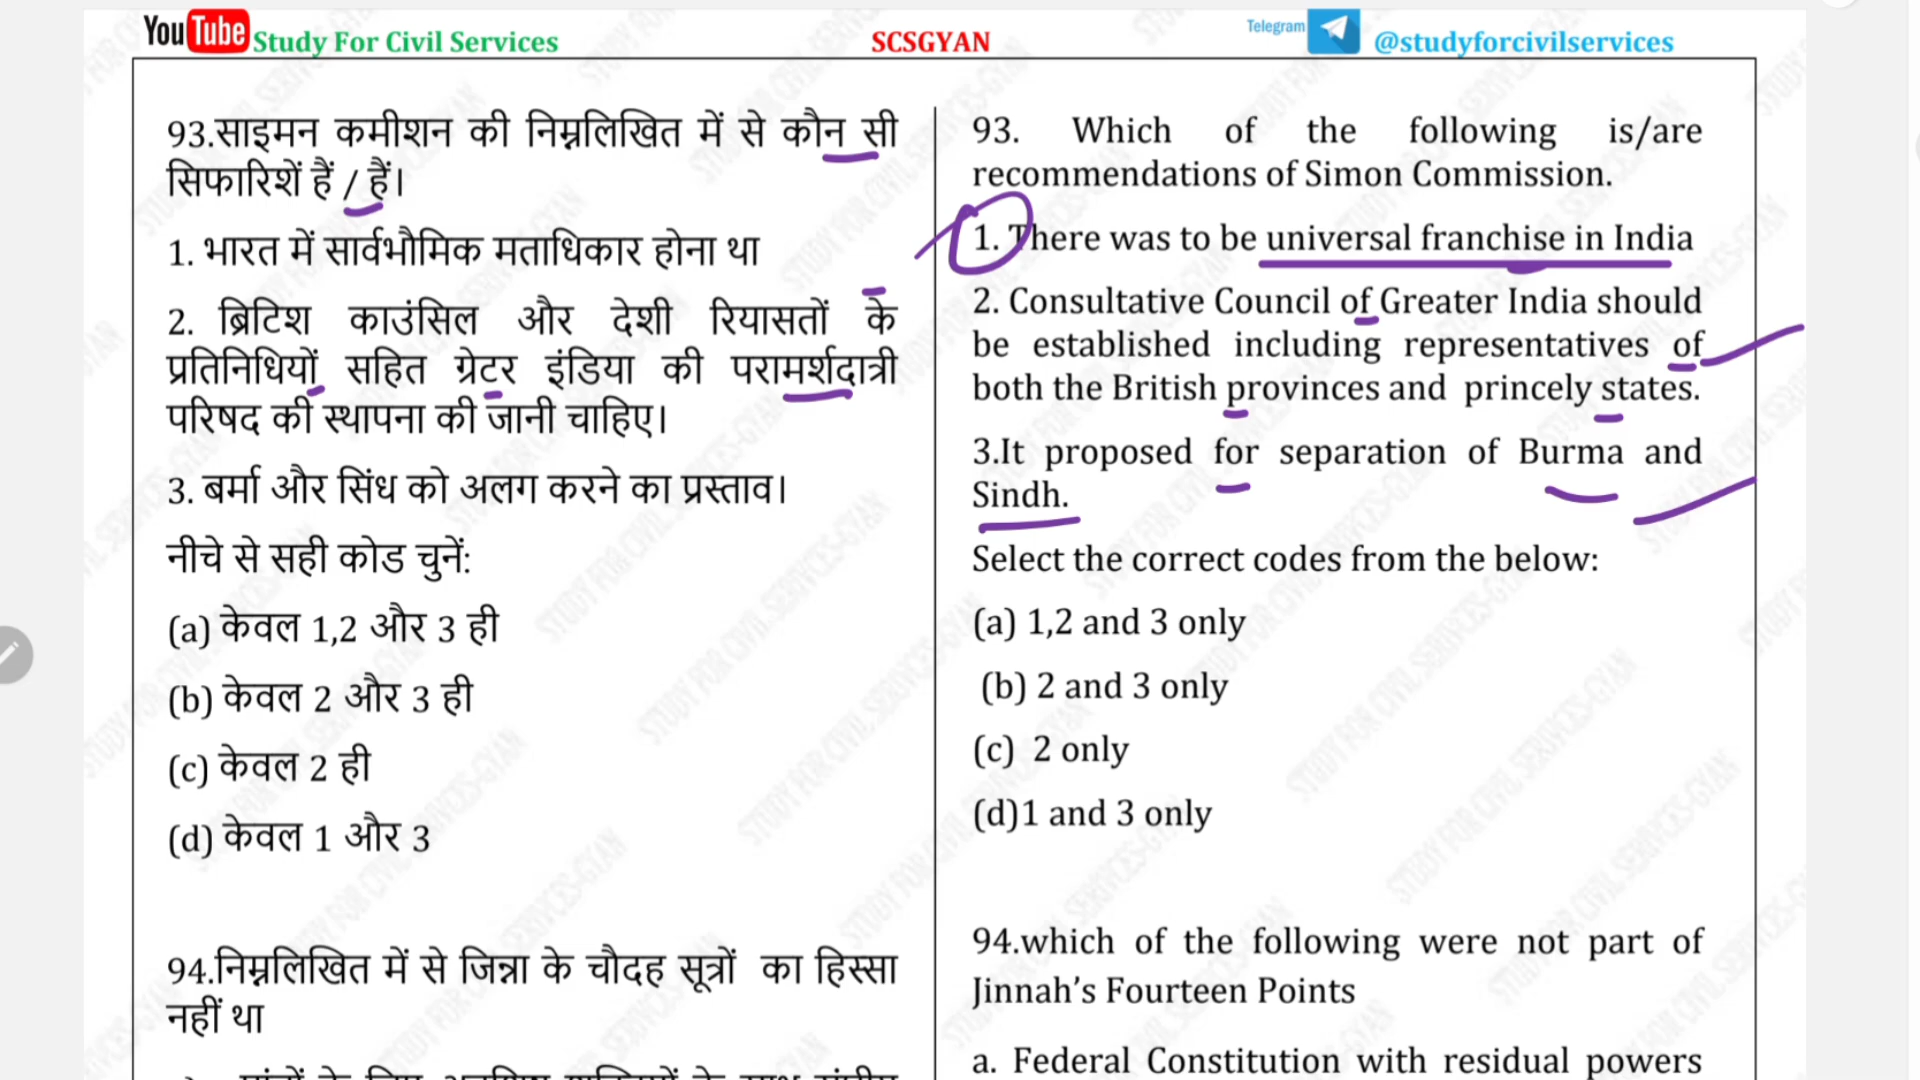 YouTube Study For Civil Services
SCSGYAN
Telegram @studyforcivilservices
93.साइमन कमीशन की निम्नलिखित में से कौन सी
सिफारिशें हैं / हैं।
1. भारत में सार्वभौमिक मताधिकार होना था
2. ब्रिटिश काउंसिल और देशी रियासतों के
प्रतिनिधियों सहित ग्रेटर इंडिया की परामर्शदात्री
परिषद की स्थापना की जानी चाहिए।
3. बर्मा और सिंध को अलग करने का प्रस्ताव।
नीचे से सही कोड चुनें:
(a) केवल 1,2 और 3 ही
(b) केवल 2 और 3 ही
(c) केवल 2 ही
(d) केवल 1 और 3
94.निम्नलिखित में से जिन्ना के चौदह सूत्रों का हिस्सा
नहीं था
93. Which of the following is/are
recommendations of Simon Commission.
1. There was to be universal franchise in India
2. Consultative Council of Greater India should
be established including representatives of
both the British provinces and princely states.
3.It proposed for separation of Burma and
Sindh.
Select the correct codes from the below:
(a) 1,2 and 3 only
(b) 2 and 3 only
(c) 2 only
(d)1 and 3 only
94.which of the following were not part of
Jinnah’s Fourteen Points
a. Federal Constitution with residual powers